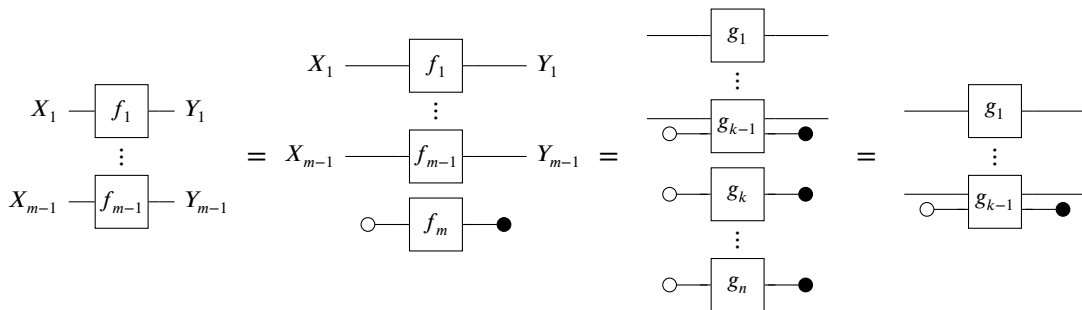 X₁ f₁ Y₁
⋮
Xₘ₋₁ fₘ₋₁ Yₘ₋₁
=
X₁ f₁ Y₁
⋮
Xₘ₋₁ fₘ₋₁ Yₘ₋₁
fₘ
=
g₁
⋮
gₖ₋₁
gₖ
⋮
gₙ
=
g₁
⋮
gₖ₋₁